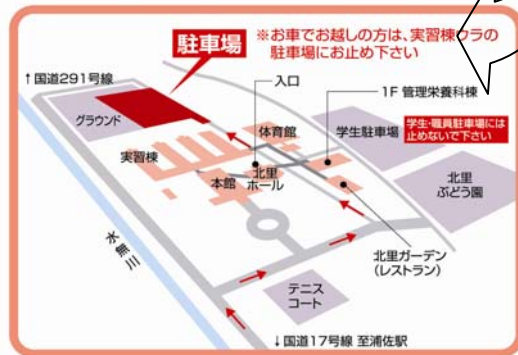 駐車場
※お車でお越しの方は、実習棟ウラの
駐車場にお止め下さい
↑国道291号線
入口
1F 管理栄養科棟
グラウンド
体育館
学生駐車場
学生・職員駐車場には
止めないで下さい
実習棟
本館
北里
ホール
北里
ぶどう園
水無川
北里ガーデン
(レストラン)
テニス
コート
↓国道17号線 至浦佐駅